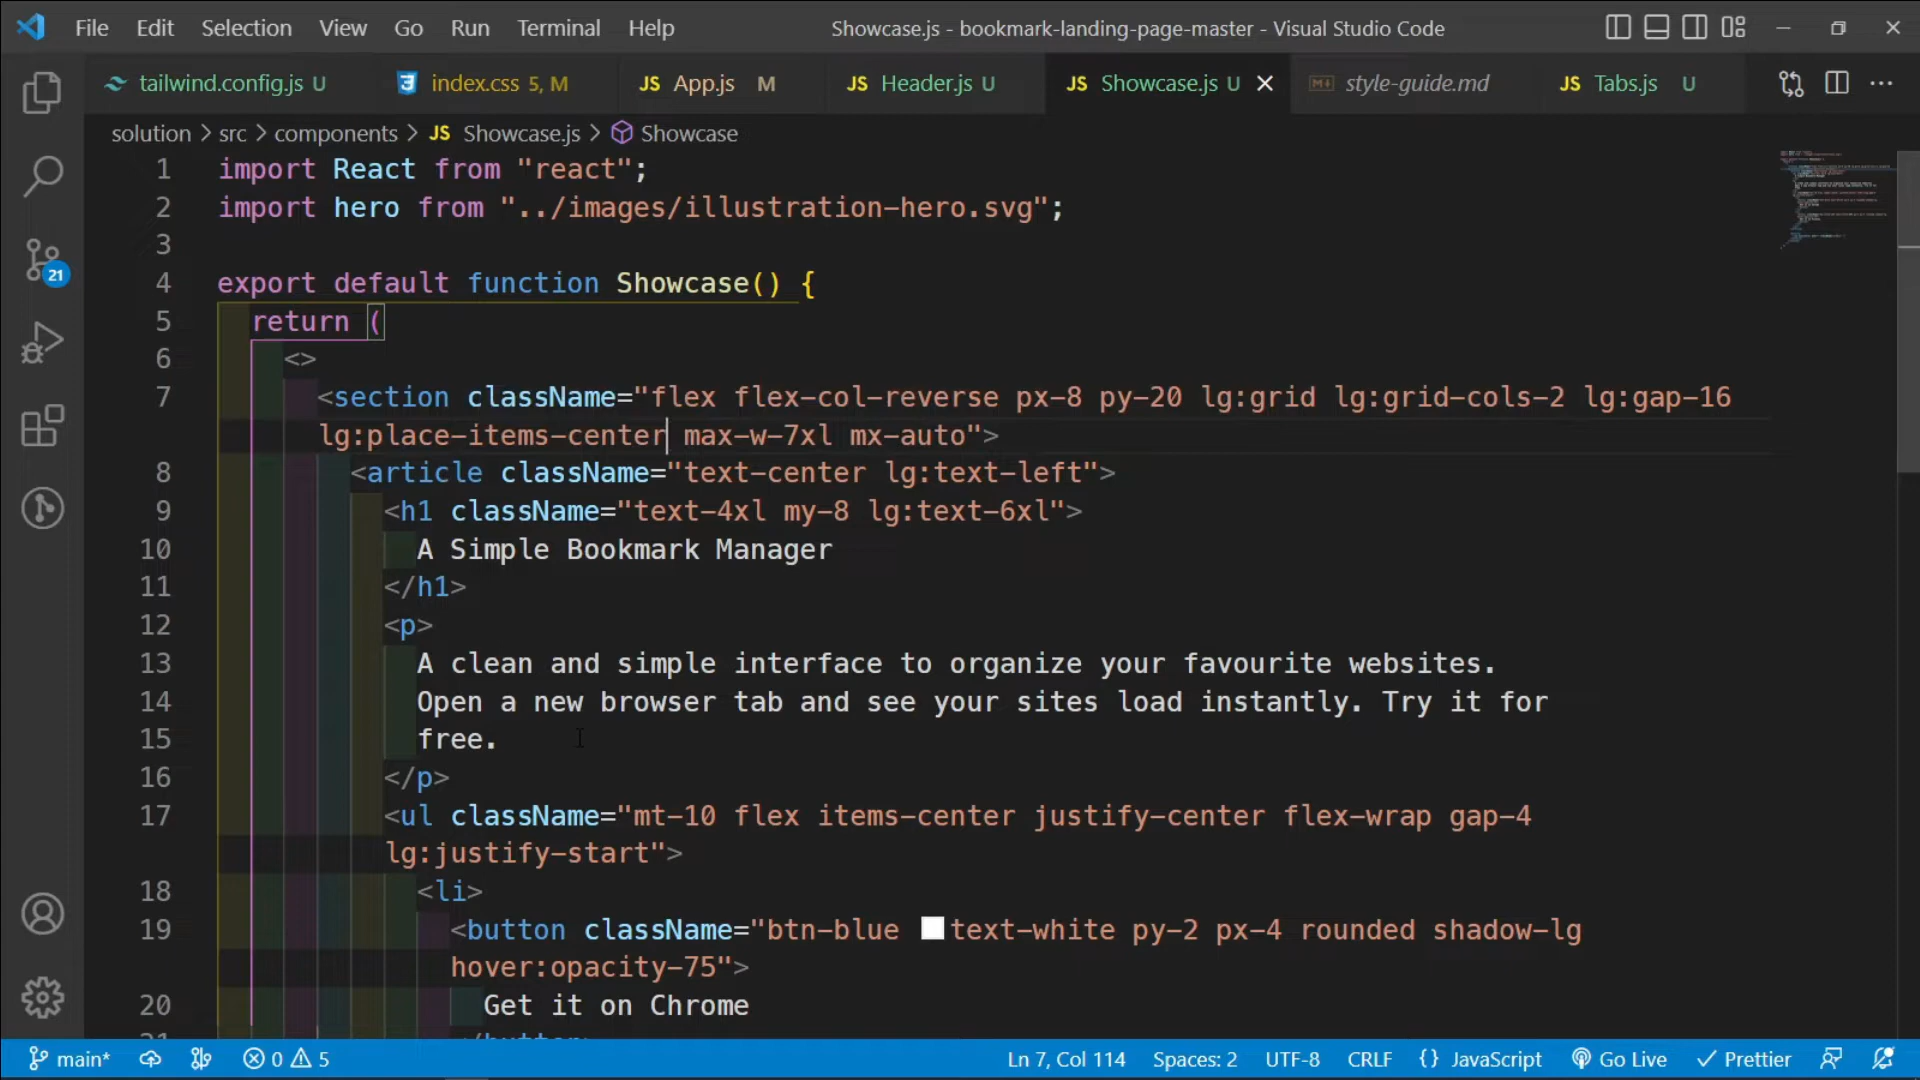 File Edit Selection View Go Run Terminal Help Showcase.js - bookmark-landing-page-master - Visual Studio Code
tailwind.config.js U index.css 5, M JS App.js M JS Header.js U JS Showcase.js U style-guide.md JS Tabs.js U
solution > src > components > JS Showcase.js > Showcase
1 import React from "react";
2 import hero from "../images/illustration-hero.svg";
3
4 export default function Showcase() {
5 return (
6 <>
7 <section className="flex flex-col-reverse px-8 py-20 lg:grid lg:grid-cols-2 lg:gap-16
lg:place-items-center max-w-7xl mx-auto">
8 <article className="text-center lg:text-left">
9 <h1 className="text-4xl my-8 lg:text-6xl">
10 A Simple Bookmark Manager
11 </h1>
12 <p>
13 A clean and simple interface to organize your favourite websites.
14 Open a new browser tab and see your sites load instantly. Try it for
15 free.
16 </p>
17 <ul className="mt-10 flex items-center justify-center flex-wrap gap-4
lg:justify-start">
18 <li>
19 <button className="btn-blue text-white py-2 px-4 rounded shadow-lg
hover:opacity-75">
20 Get it on Chrome
21
21 main* 0 5 Ln 7, Col 114 Spaces: 2 UTF-8 CRLF {} JavaScript Go Live Prettier